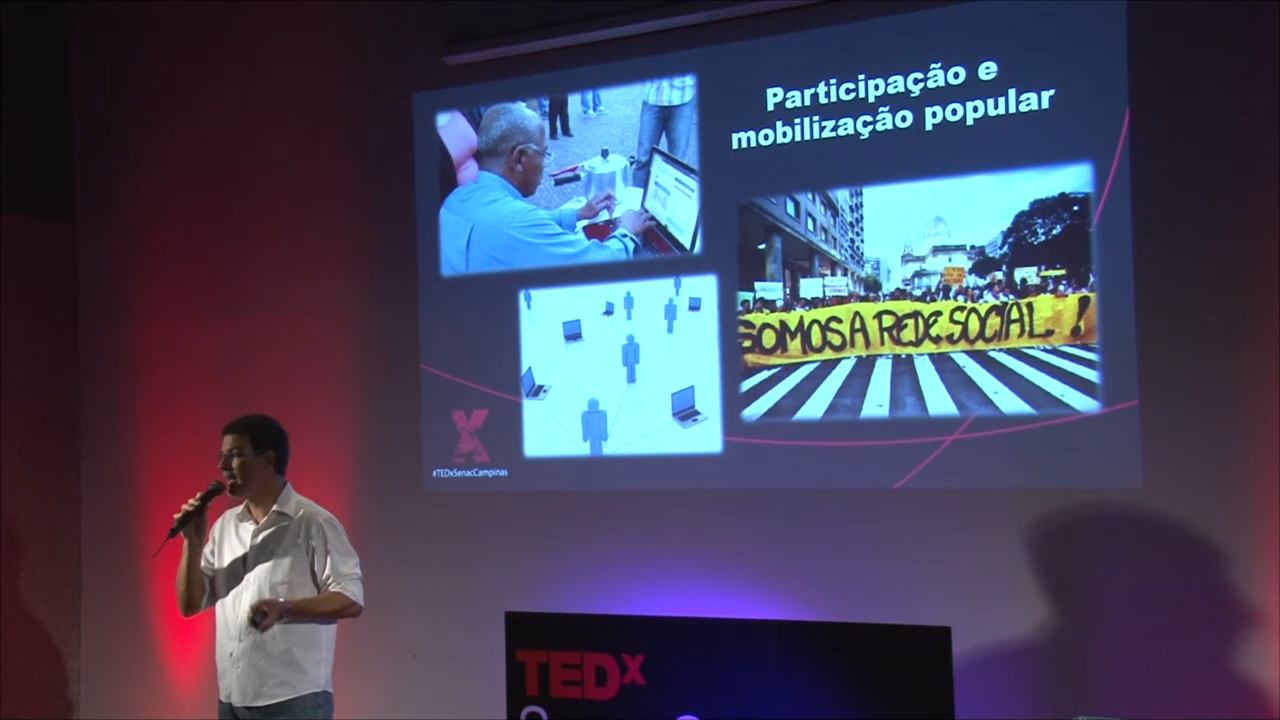 Participação e
mobilização popular
SOMOS A REDE SOCIAL !
#TEDxSenacCampinas
TEDx